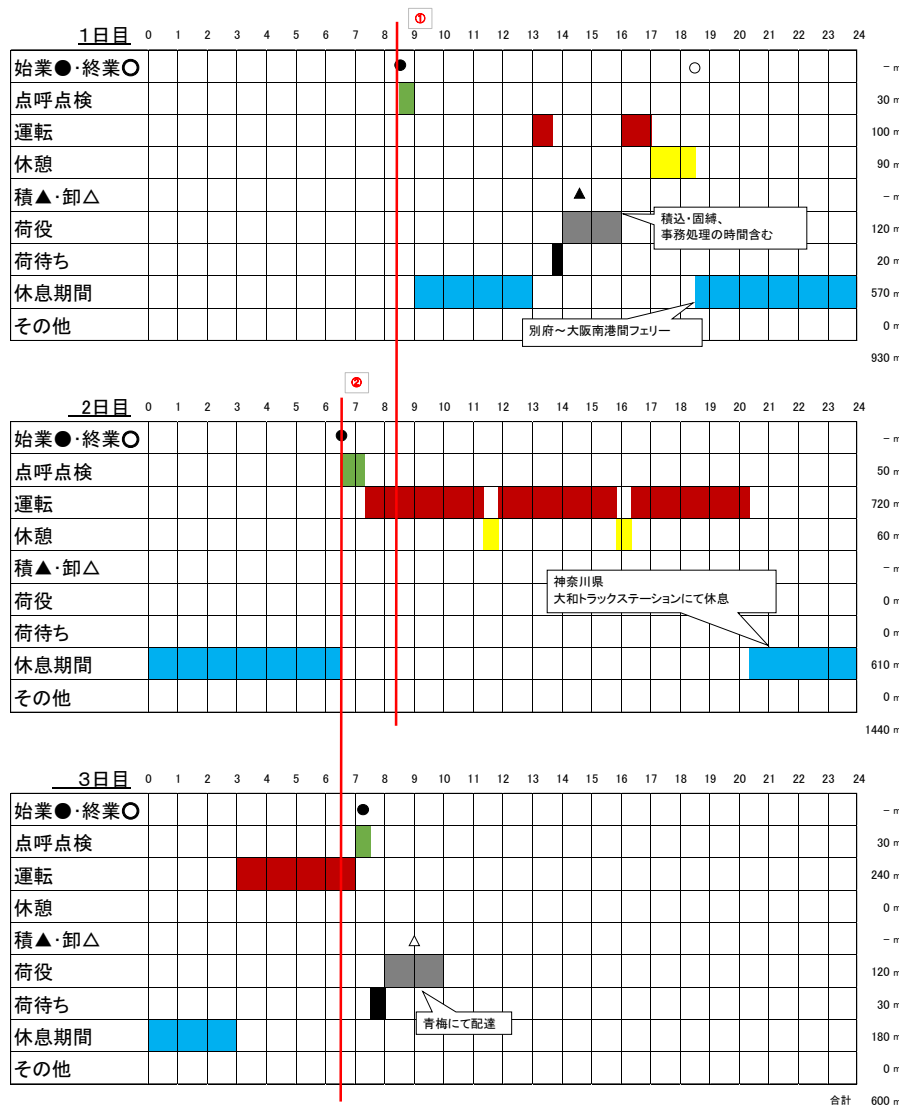 ①
1日目 0 1 2 3 4 5 6 7 8 9 10 11 12 13 14 15 16 17 18 19 20 21 22 23 24
始業●・終業○ － m
点呼点検 30 m
運転 100 m
休憩 90 m
積▲・卸△ － m
荷役 120 m
積込・固縛、
事務処理の時間含む
荷待ち 20 m
休息期間 570 m
その他 0 m
別府～大阪南港間フェリー
930 m
②
2日目 0 1 2 3 4 5 6 7 8 9 10 11 12 13 14 15 16 17 18 19 20 21 22 23 24
始業●・終業○ － m
点呼点検 50 m
運転 720 m
休憩 60 m
積▲・卸△ － m
神奈川県
大和トラックステーションにて休息
荷役 0 m
荷待ち 0 m
休息期間 610 m
その他 0 m
1440 m
3日目 0 1 2 3 4 5 6 7 8 9 10 11 12 13 14 15 16 17 18 19 20 21 22 23 24
始業●・終業○ － m
点呼点検 30 m
運転 240 m
休憩 0 m
積▲・卸△ － m
荷役 120 m
荷待ち 30 m
青梅にて配達
休息期間 180 m
その他 0 m
合計 600 m